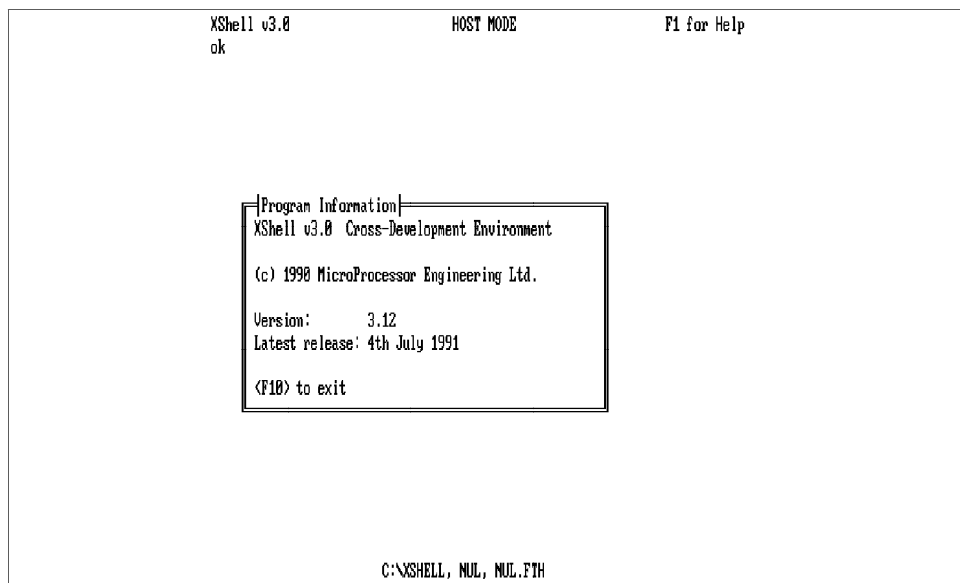 XShell v3.0 HOST MODE F1 for Help
ok
Program Information
XShell v3.0 Cross-Development Environment
(c) 1990 MicroProcessor Engineering Ltd.
Version: 3.12
Latest release: 4th July 1991
<F10> to exit
C:\XSHELL, NUL, NUL.FTH